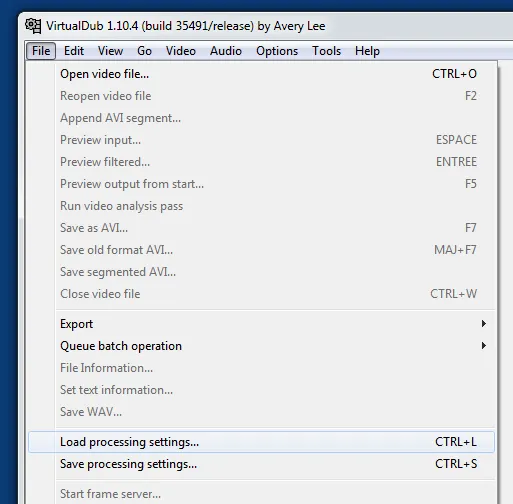 VirtualDub 1.10.4 (build 35491/release) by Avery Lee
File Edit View Go Video Audio Options Tools Help
Open video file... CTRL+O
Reopen video file F2
Append AVI segment...
Preview input... ESPACE
Preview filtered... ENTREE
Preview output from start... F5
Run video analysis pass
Save as AVI... F7
Save old format AVI... MAJ+F7
Save segmented AVI...
Close video file CTRL+W
Export
Queue batch operation
File Information...
Set text information...
Save WAV...
Load processing settings... CTRL+L
Save processing settings... CTRL+S
Start frame server...